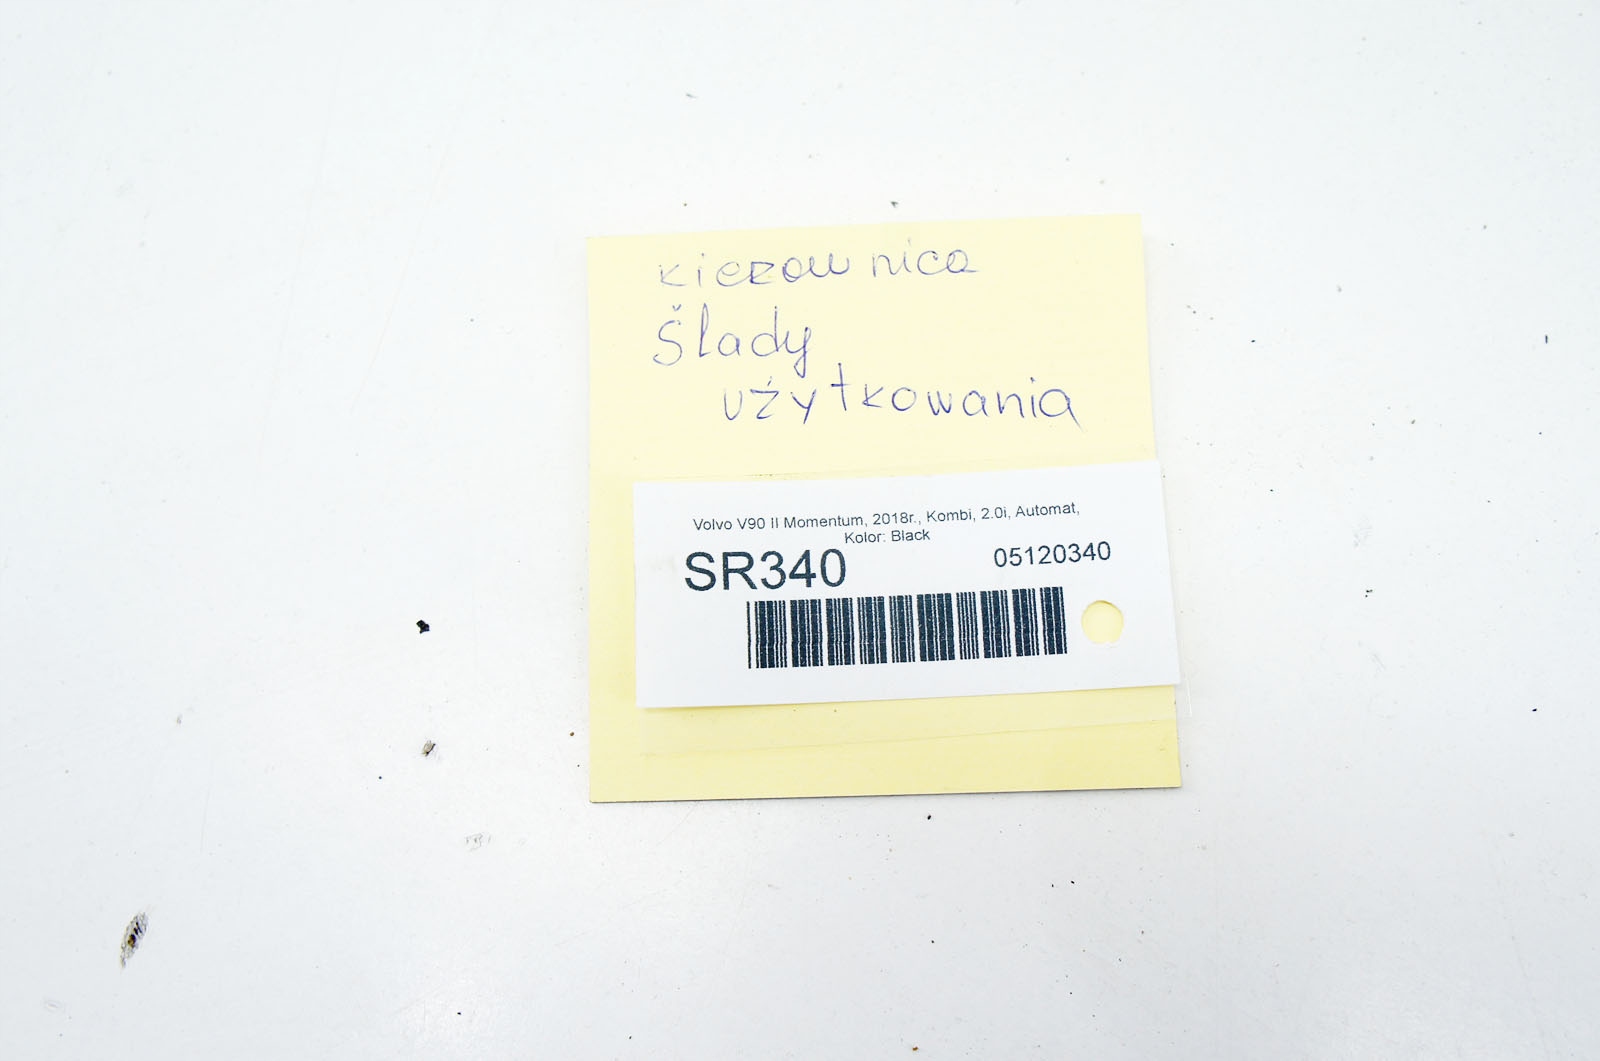 kierownica
Ślady
użytkowania
Volvo V90 II Momentum, 2018r., Kombi, 2.0i, Automat,
Kolor: Black
SR340 05120340